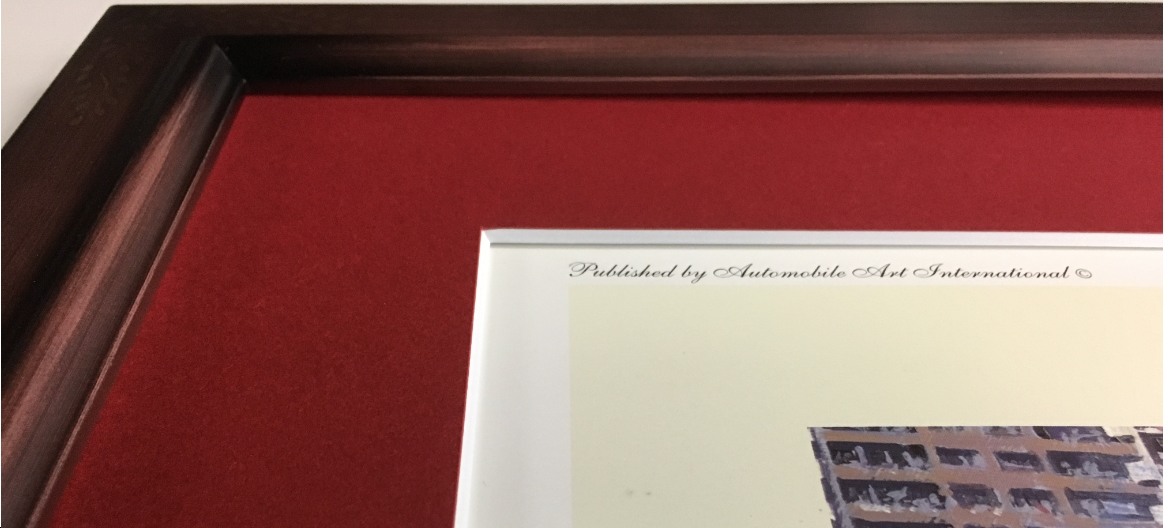 Published by Automobile Art International ©